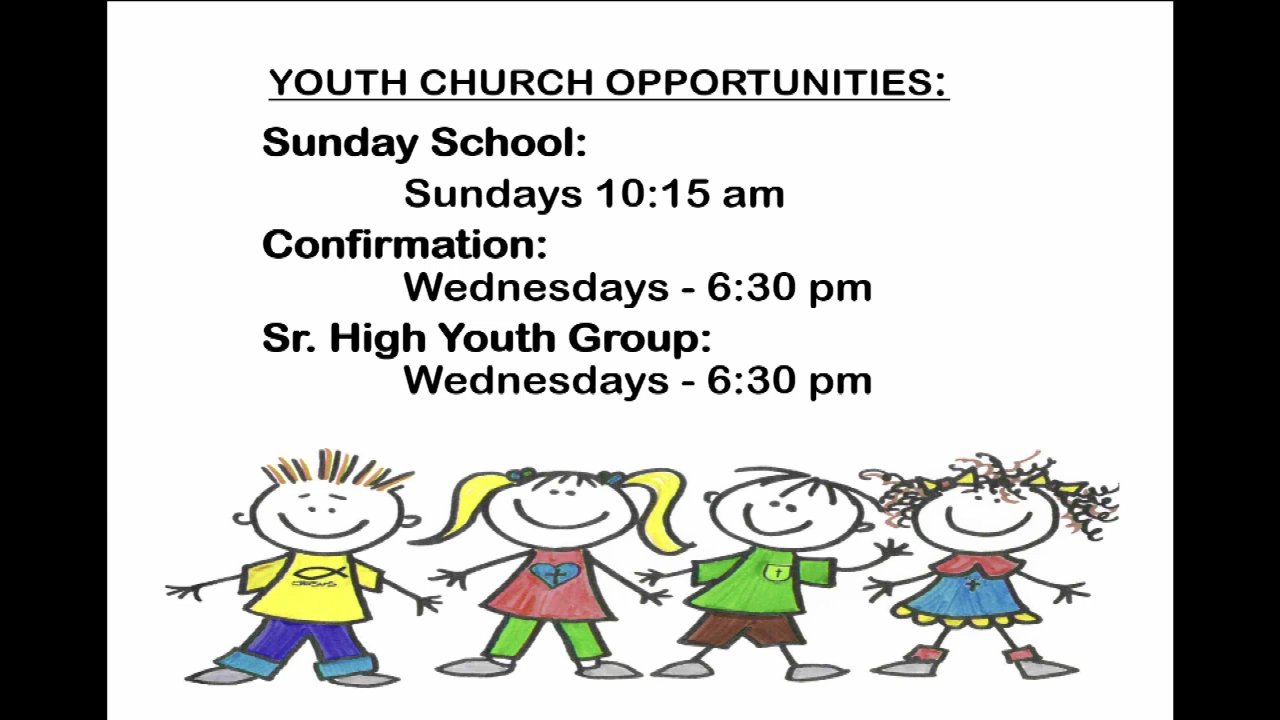 YOUTH CHURCH OPPORTUNITIES:
Sunday School:
Sundays 10:15 am
Confirmation:
Wednesdays - 6:30 pm
Sr. High Youth Group:
Wednesdays - 6:30 pm